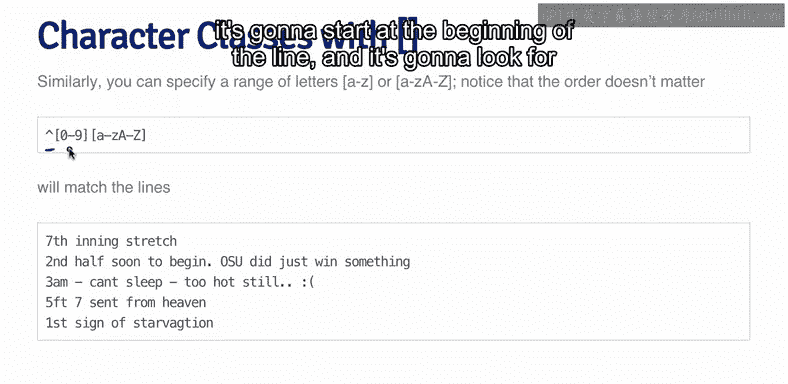 Character Classes with []
it's gonna start at the beginning of
the line, and it's gonna look for
Similarly, you can specify a range of letters [a-z] or [a-zA-Z]; notice that the order doesn't matter
^[0-9][a-zA-Z]
will match the lines
7th inning stretch
2nd half soon to begin. OSU did just win something
3am - cant sleep - too hot still.. :(
5ft 7 sent from heaven
1st sign of starvagtion